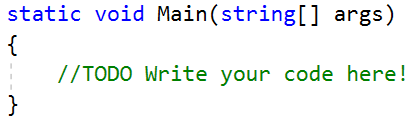 static void Main(string[] args)
{
    //TODO Write your code here!
}